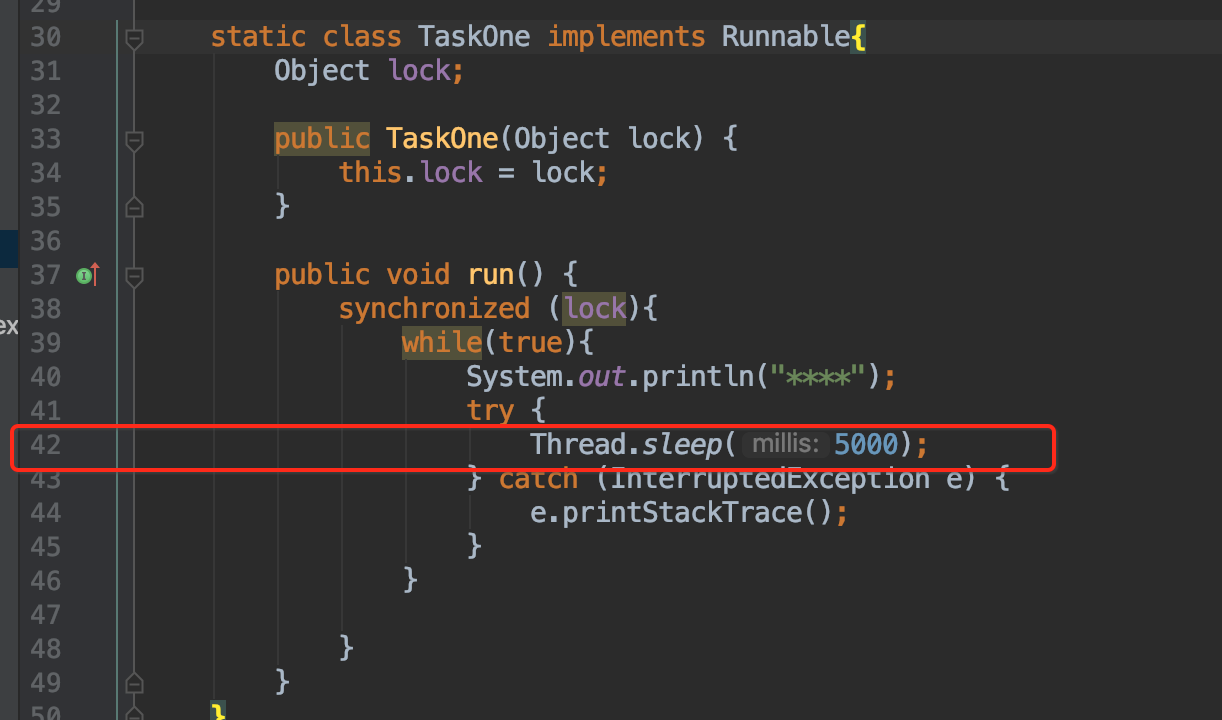 29
30 static class TaskOne implements Runnable{
31 Object lock;
32
33 public TaskOne(Object lock) {
34 this.lock = lock;
35 }
36
37 public void run() {
38 synchronized (lock){
ex
39 while(true){
40 System.out.println("****");
41 try {
42 Thread.sleep( millis: 5000);
43 } catch (InterruptedException e) {
44 e.printStackTrace();
45 }
46 }
47
48 }
49 }
50 }